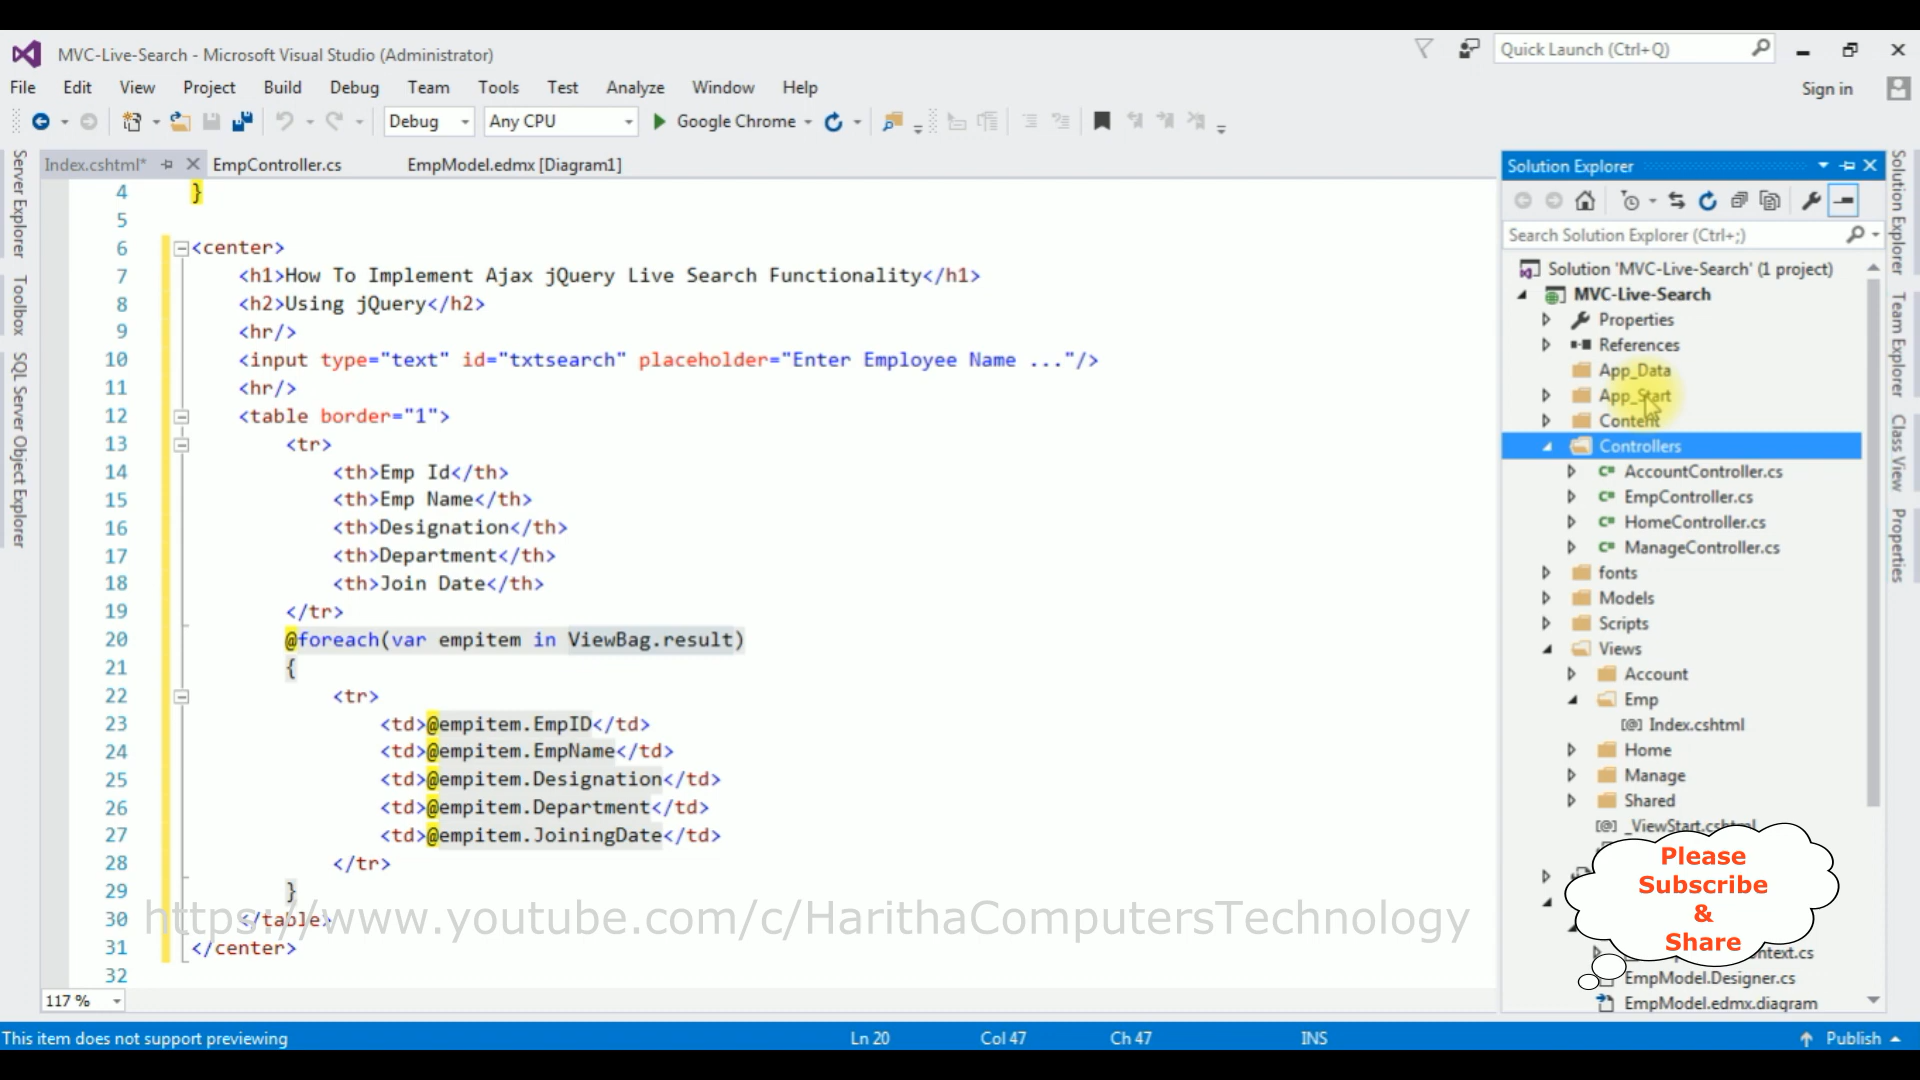 MVC-Live-Search - Microsoft Visual Studio (Administrator)
Quick Launch (Ctrl+Q)
File Edit View Project Build Debug Team Tools Test Analyze Window Help
Sign in
Debug Any CPU Google Chrome
Index.cshtml* EmpController.cs EmpModel.edmx [Diagram1]
Server Explorer
Toolbox
SQL Server Object Explorer
4 }
5
6 <center>
7 <h1>How To Implement Ajax jQuery Live Search Functionality</h1>
8 <h2>Using jQuery</h2>
9 <hr/>
10 <input type="text" id="txtsearch" placeholder="Enter Employee Name ..."/>
11 <hr/>
12 <table border="1">
13 <tr>
14 <th>Emp Id</th>
15 <th>Emp Name</th>
16 <th>Designation</th>
17 <th>Department</th>
18 <th>Join Date</th>
19 </tr>
20 @foreach(var empitem in ViewBag.result)
21 {
22 <tr>
23 <td>@empitem.EmpID</td>
24 <td>@empitem.EmpName</td>
25 <td>@empitem.Designation</td>
26 <td>@empitem.Department</td>
27 <td>@empitem.JoiningDate</td>
28 </tr>
29 }
30 </table>
31 </center>
32
https://www.youtube.com/c/HarithaComputersTechnology
117 %
Solution Explorer
Search Solution Explorer (Ctrl+;)
Solution 'MVC-Live-Search' (1 project)
MVC-Live-Search
Properties
References
App_Data
App_Start
Content
Controllers
AccountController.cs
EmpController.cs
HomeController.cs
ManageController.cs
fonts
Models
Scripts
Views
Account
Emp
Index.cshtml
Home
Manage
Shared
_ViewStart.cshtml
Please
Subscribe
&
Share
ntext.cs
EmpModel.Designer.cs
EmpModel.edmx.diagram
Solution Explorer
Team Explorer
Class View
Properties
This item does not support previewing
Ln 20 Col 47 Ch 47 INS
Publish